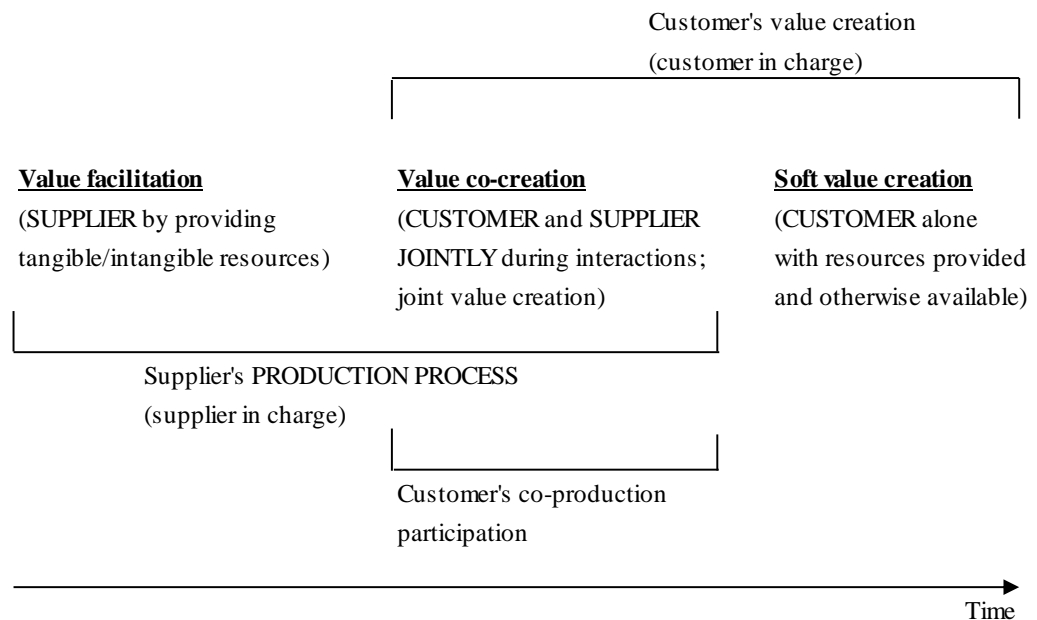 Customer's value creation
(customer in charge)
Value facilitation
(SUPPLIER by providing
tangible/intangible resources)
Value co-creation
(CUSTOMER and SUPPLIER
JOINTLY during interactions;
joint value creation)
Soft value creation
(CUSTOMER alone
with resources provided
and otherwise available)
Supplier's PRODUCTION PROCESS
(supplier in charge)
Customer's co-production
participation
Time